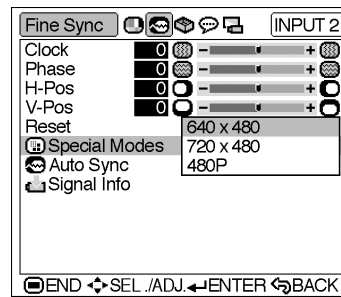 Fine Sync INPUT 2
Clock 0 - +
Phase 0 - +
H-Pos 0 - +
V-Pos 0 - +
Reset 640 x 480
Special Modes 720 x 480
Auto Sync 480P
Signal Info
END SEL ./ADJ. ENTER BACK